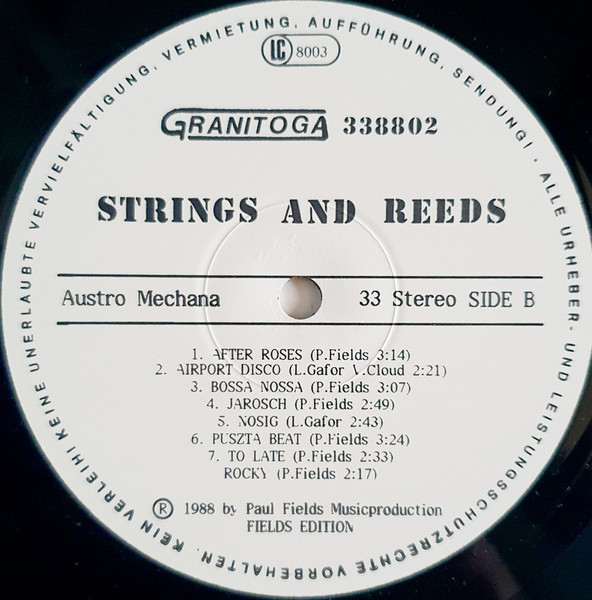 KEINE UNERLAUBTE VERVIELFÄLTIGUNG, VERMIETUNG, AUFFÜHRUNG, SENDUNG! · ALLE URHEBER- UND LEISTUNGSSCHUTZRECHTE VORBEHALTEN. KEIN VERLEIH!
LC 8003
GRANITOGA 338802
STRINGS AND REEDS
Austro Mechana 33 Stereo SIDE B
1. AFTER ROSES (P.Fields 3:14)
2. AIRPORT DISCO (L.Gafor V.Cloud 2:21)
3. BOSSA NOSSA (P.Fields 3:07)
4. JAROSCH (P.Fields 2:49)
5. NOSIG (L.Gafor 2:43)
6. PUSZTA BEAT (P.Fields 3:24)
7. TO LATE (P.Fields 2:33)
ROCKY (P.Fields 2:17)
Ⓡ 1988 by Paul Fields Musicproduction
FIELDS EDITION